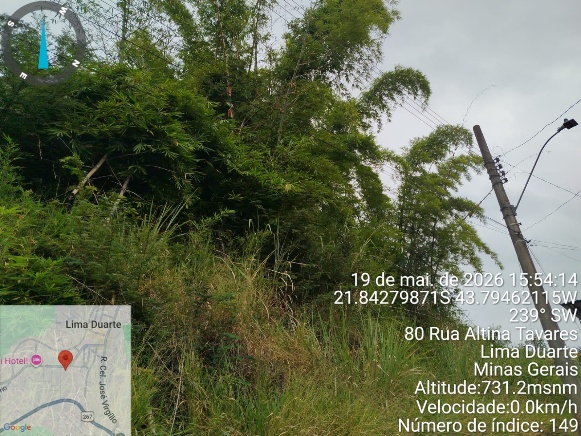 19 de mai. de 2026 15:54:14
21.84279871S 43.79462115W
239° SW
80 Rua Altina Tavares
Lima Duarte
Minas Gerais
Altitude:731.2msnm
Velocidade:0.0km/h
Número de índice: 149
Lima Duarte
Hotel
R. Cel. José Virgílio
267
Google